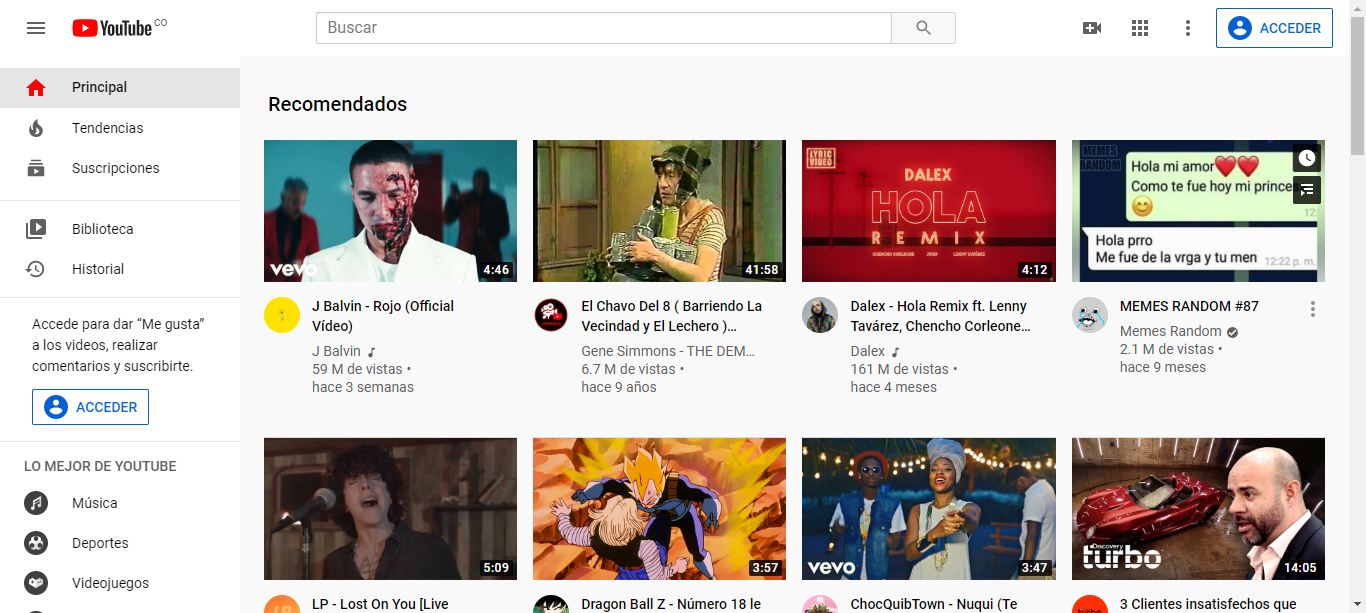 YouTube CO
Buscar
ACCEDER
Principal
Tendencias
Suscripciones
Biblioteca
Historial
Accede para dar “Me gusta”
a los videos, realizar
comentarios y suscribirte.
ACCEDER
LO MEJOR DE YOUTUBE
Música
Deportes
Videojuegos
Recomendados
vevo
4:46
J Balvin - Rojo (Official
Vídeo)
J Balvin
59 M de vistas •
hace 3 semanas
41:58
El Chavo Del 8 ( Barriendo La
Vecindad y El Lechero )…
Gene Simmons - THE DEM…
6.7 M de vistas •
hace 9 años
LYRIC
VIDEO
DALEX
HOLA
REMIX
CHENCHO CORLEONE JHAY LENNY TAVÁREZ
4:12
Dalex - Hola Remix ft. Lenny
Tavárez, Chencho Corleone…
Dalex
161 M de vistas •
hace 4 meses
MEMES
RANDOM
Hola mi amor❤️❤️
Como te fue hoy mi princes
😊
12:
Hola prro
Me fue de la vrga y tu men
12:22 p. m.
MEMES RANDOM #87
Memes Random
2.1 M de vistas •
hace 9 meses
5:09
LP - Lost On You [Live
3:57
Dragon Ball Z - Número 18 le
vevo
3:47
ChocQuibTown - Nuqui (Te
Discovery
turbo
14:05
turbo
3 Clientes insatisfechos que